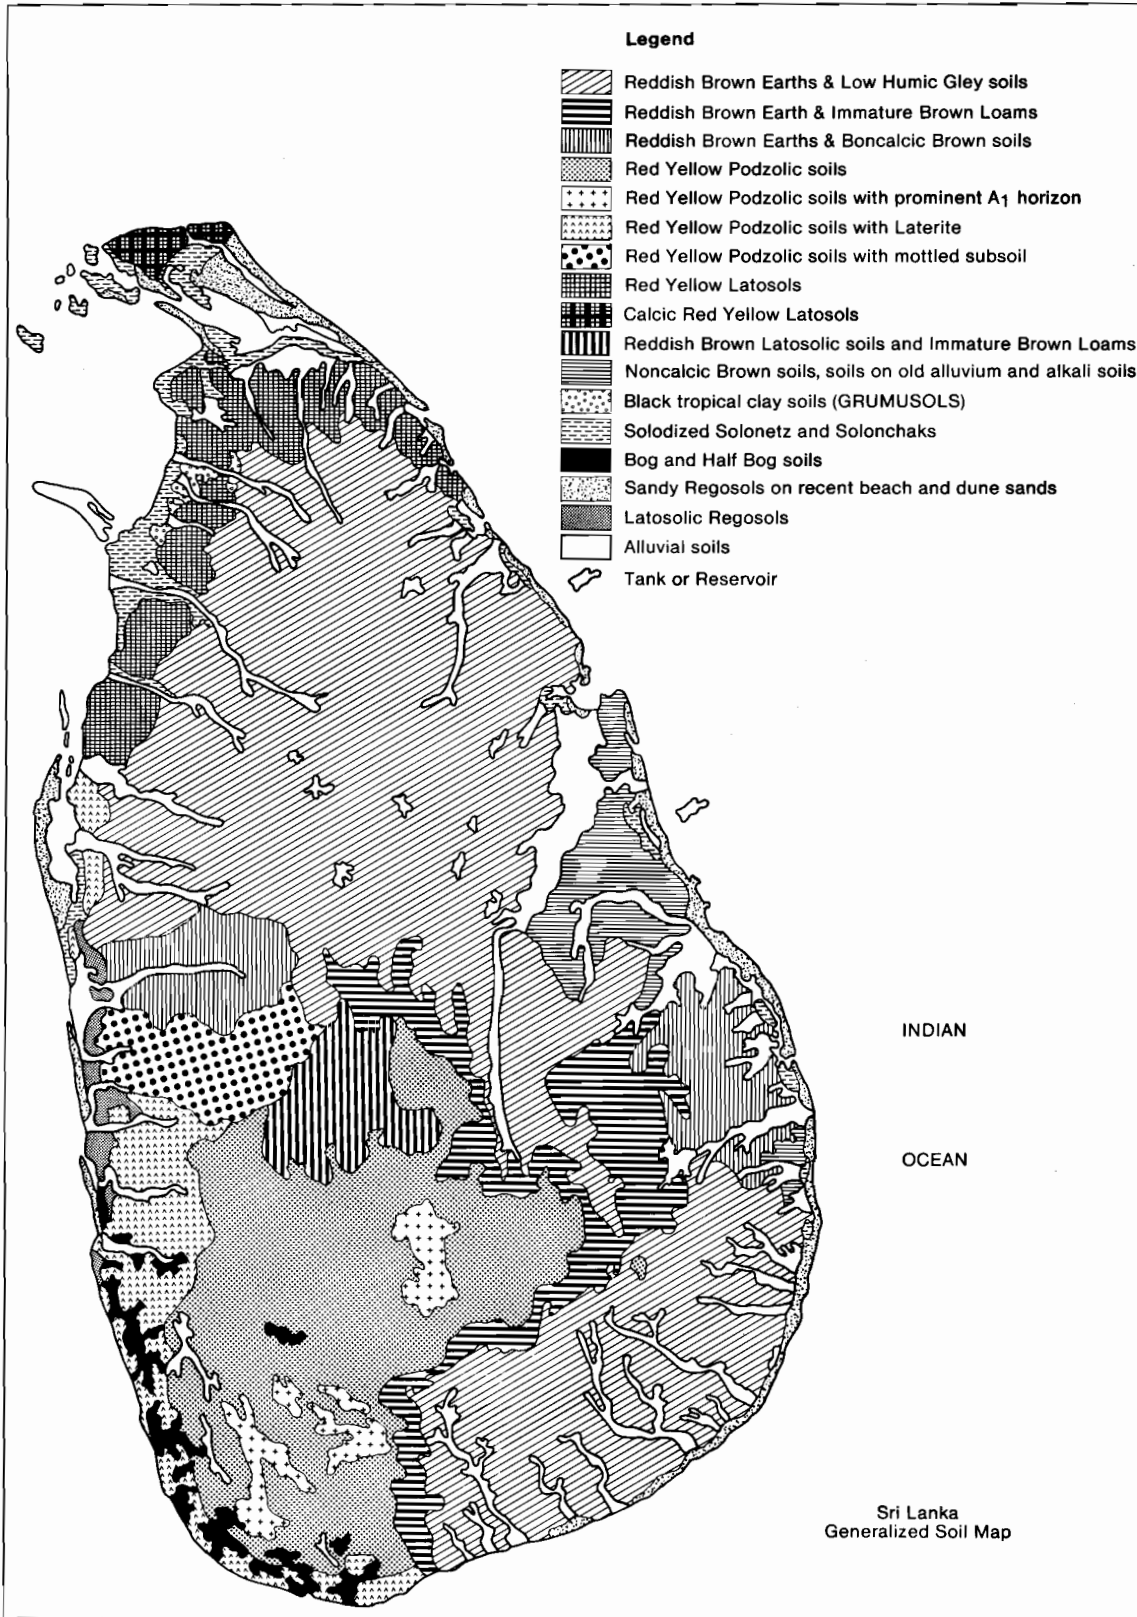 Legend
Reddish Brown Earths & Low Humic Gley soils
Reddish Brown Earth & Immature Brown Loams
Reddish Brown Earths & Boncalcic Brown soils
Red Yellow Podzolic soils
Red Yellow Podzolic soils with prominent A1 horizon
Red Yellow Podzolic soils with Laterite
Red Yellow Podzolic soils with mottled subsoil
Red Yellow Latosols
Calcic Red Yellow Latosols
Reddish Brown Latosolic soils and Immature Brown Loams
Noncalcic Brown soils, soils on old alluvium and alkali soils
Black tropical clay soils (GRUMUSOLS)
Solodized Solonetz and Solonchaks
Bog and Half Bog soils
Sandy Regosols on recent beach and dune sands
Latosolic Regosols
Alluvial soils
Tank or Reservoir
INDIAN
OCEAN
Sri Lanka
Generalized Soil Map